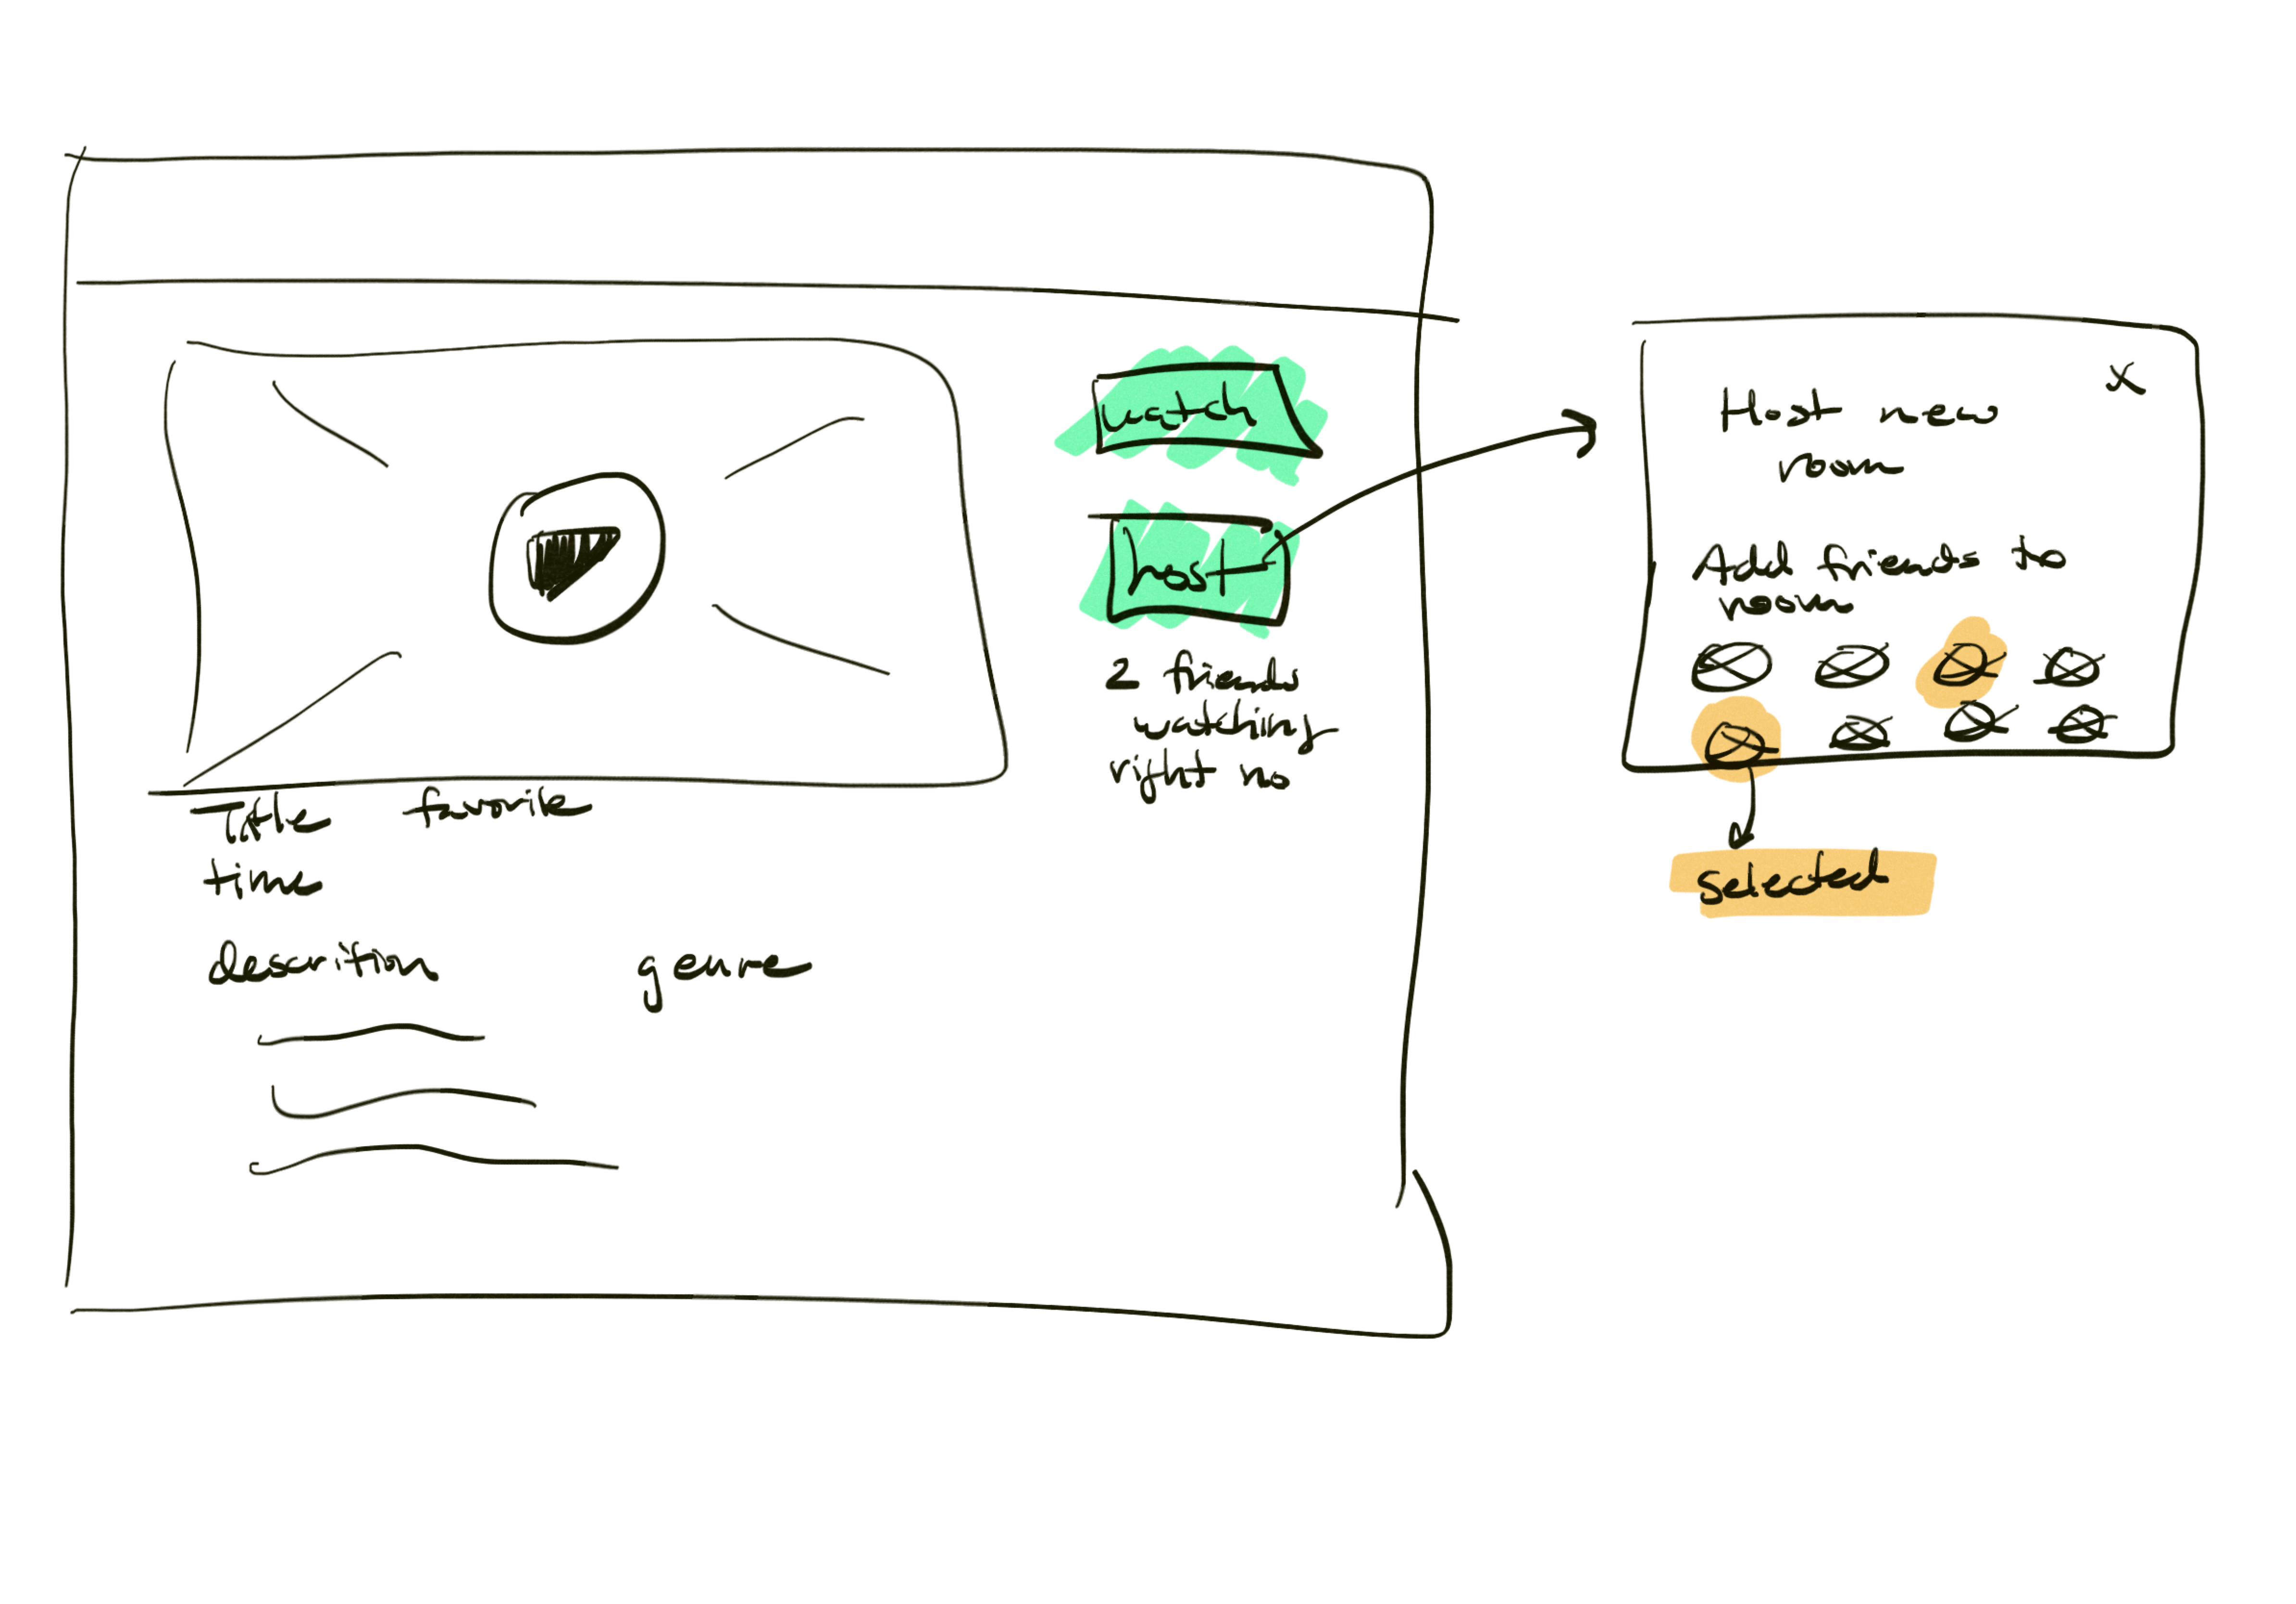 watch
host
2 friends
watching
right no
Title favorite
time
descrition genre
Host new
room
x
Add friends to
room
selected